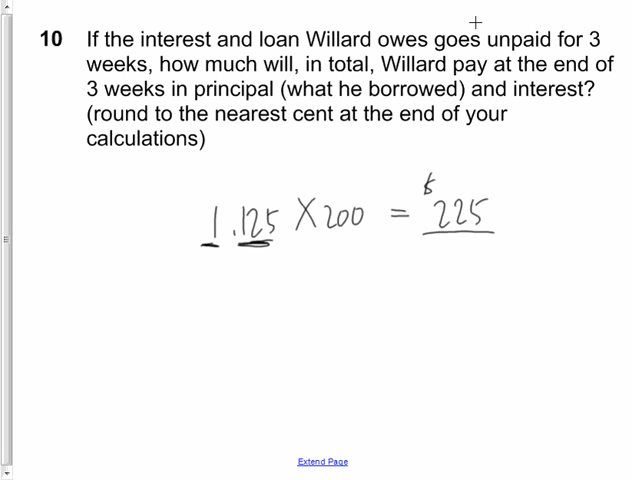 10 If the interest and loan Willard owes goes unpaid for 3
weeks, how much will, in total, Willard pay at the end of
3 weeks in principal (what he borrowed) and interest?
(round to the nearest cent at the end of your
calculations)
1.125 X 200 = 225
Extend Page